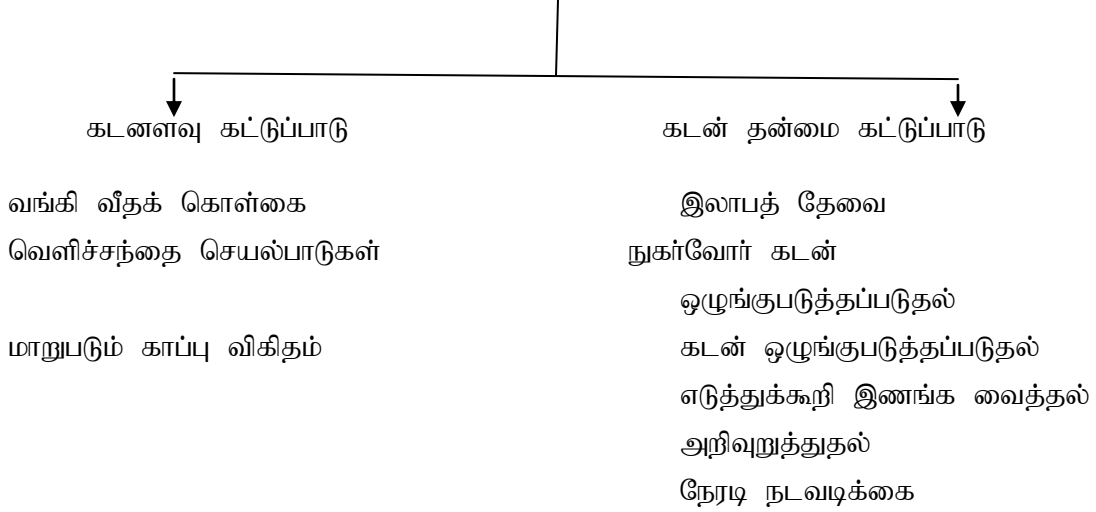 கடனளவு கட்டுப்பாடு
வங்கி வீதக் கொள்கை
வெளிச்சந்தை செயல்பாடுகள்
மாறுபடும் காப்பு விகிதம்
கடன் தன்மை கட்டுப்பாடு
இலாபத் தேவை
நுகர்வோர் கடன்
ஒழுங்குபடுத்தப்படுதல்
கடன் ஒழுங்குபடுத்தப்படுதல்
எடுத்துக்கூறி இணங்க வைத்தல்
அறிவுறுத்துதல்
நேரடி நடவடிக்கை